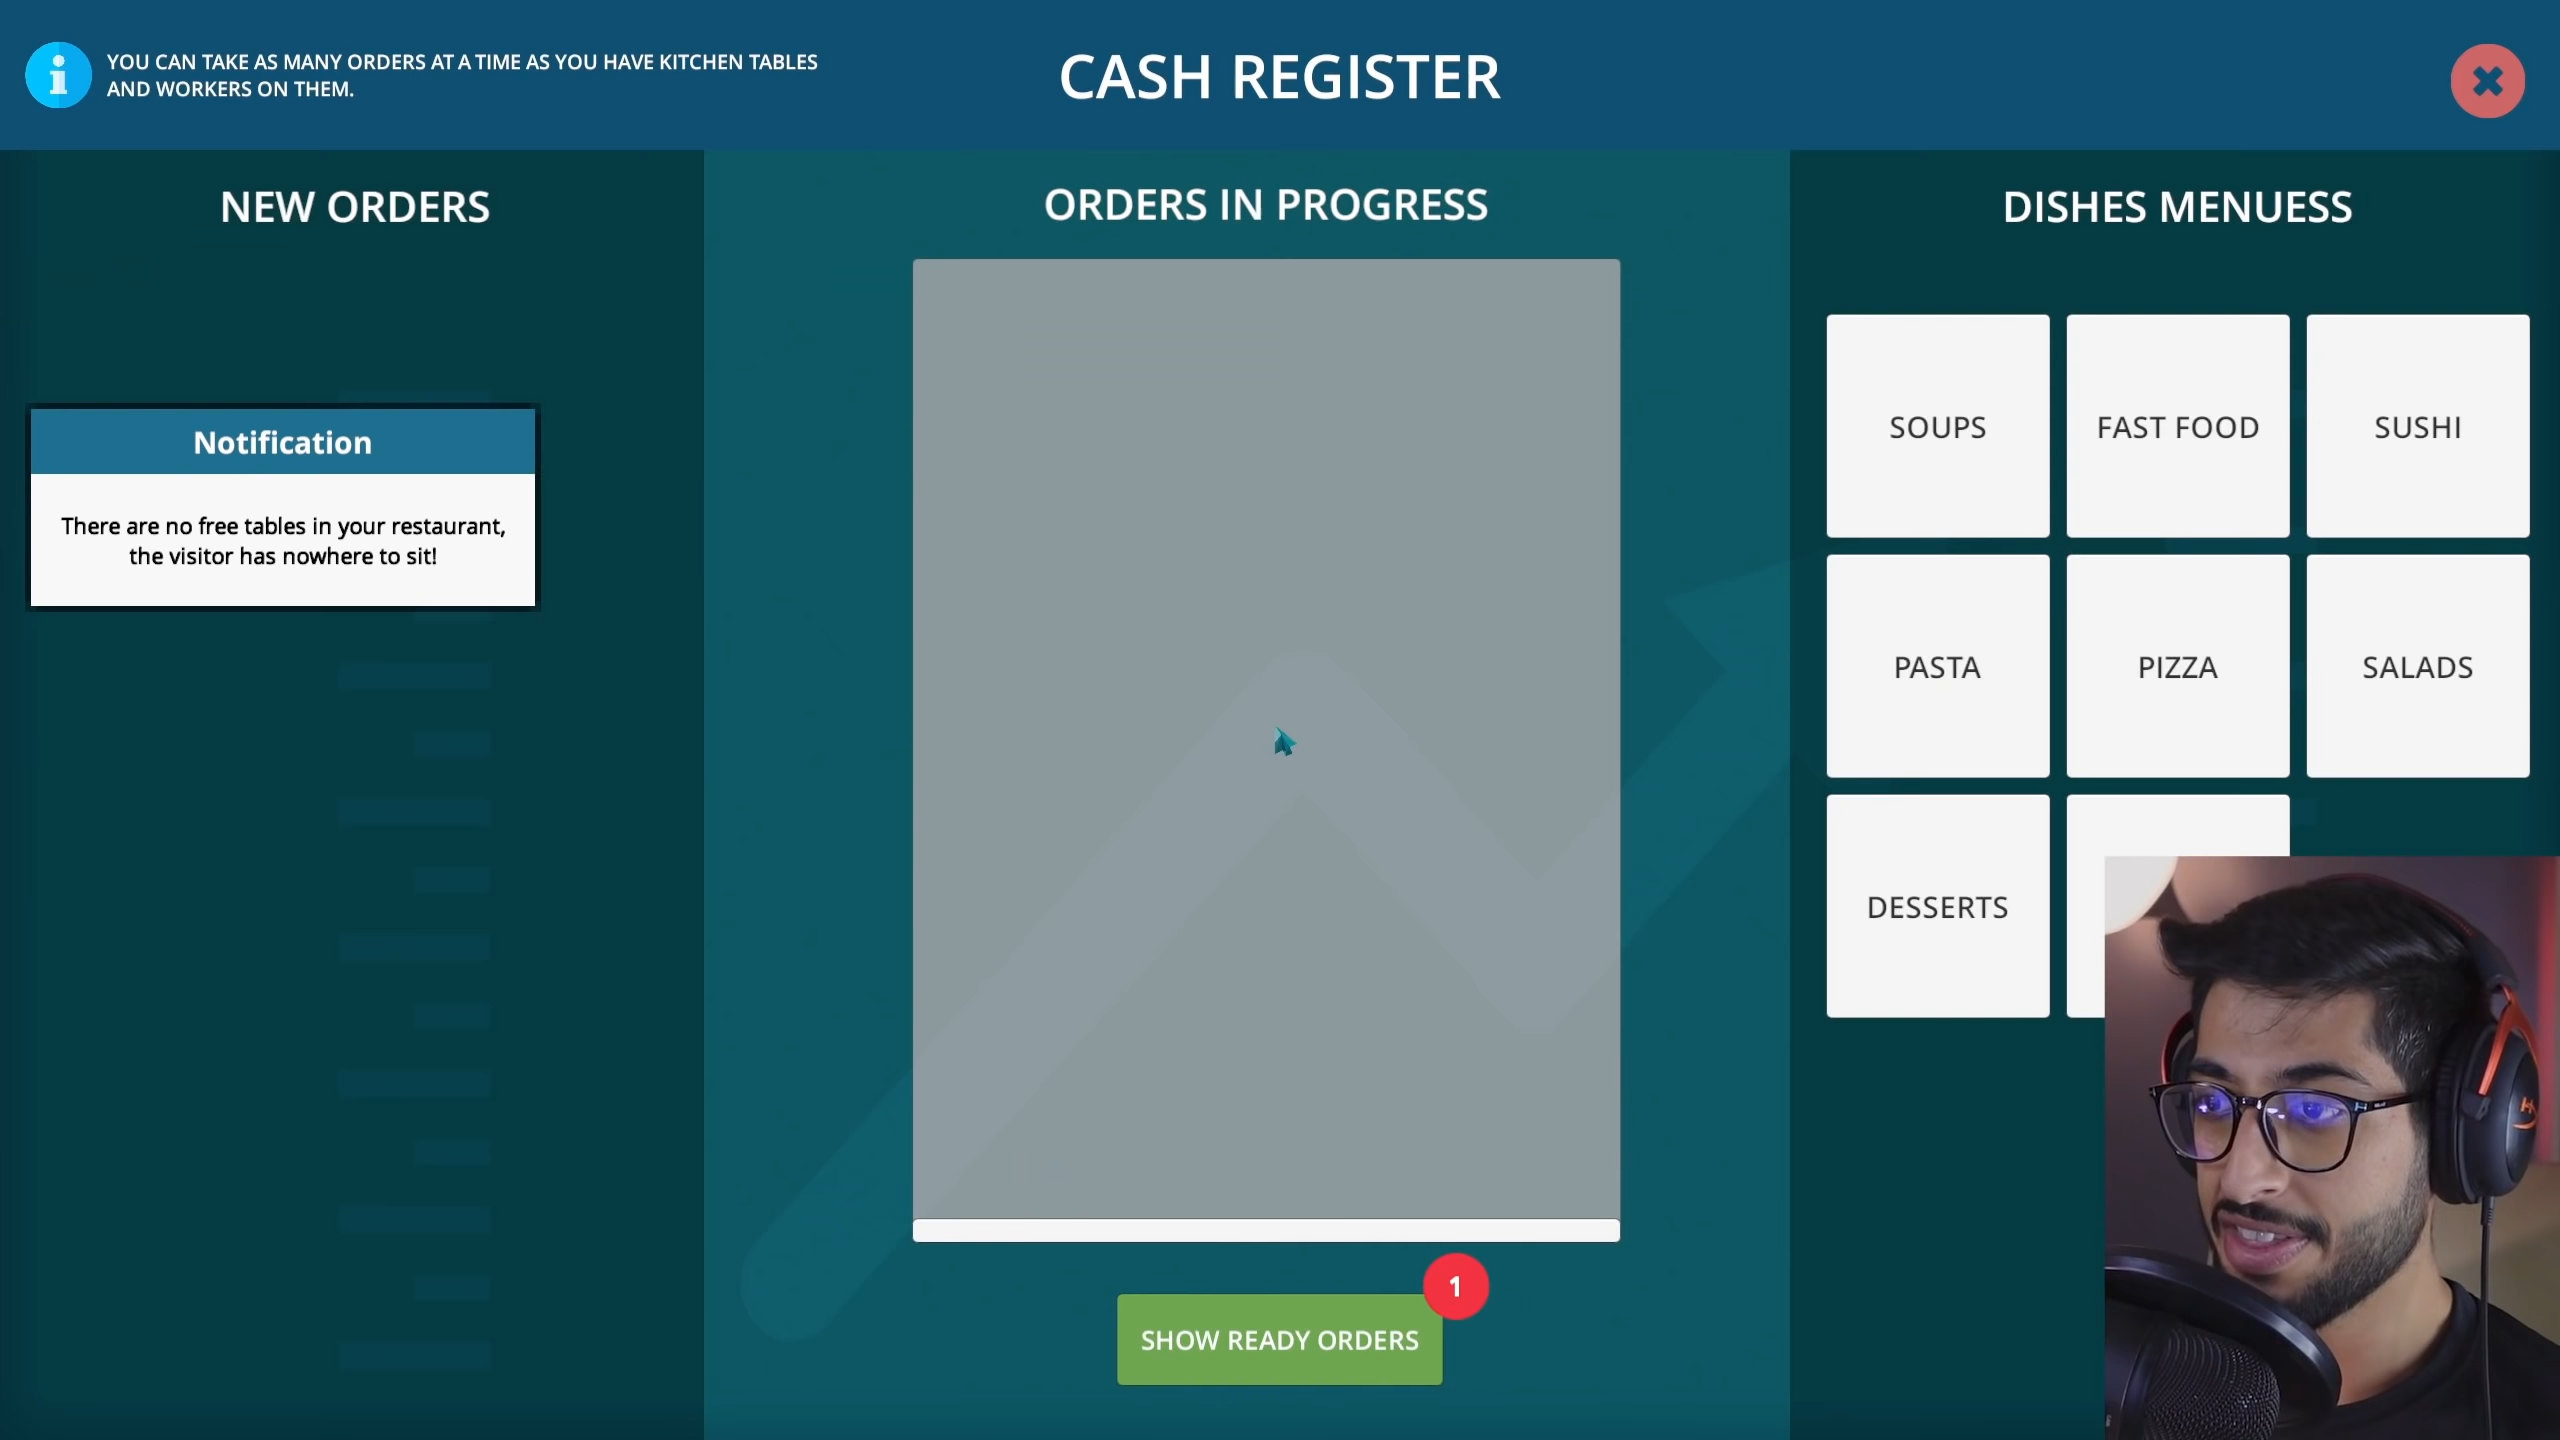 YOU CAN TAKE AS MANY ORDERS AT A TIME AS YOU HAVE KITCHEN TABLES
AND WORKERS ON THEM.
CASH REGISTER
NEW ORDERS
ORDERS IN PROGRESS
DISHES MENUESS
Notification
There are no free tables in your restaurant,
the visitor has nowhere to sit!
SOUPS
FAST FOOD
SUSHI
PASTA
PIZZA
SALADS
DESSERTS
1
SHOW READY ORDERS